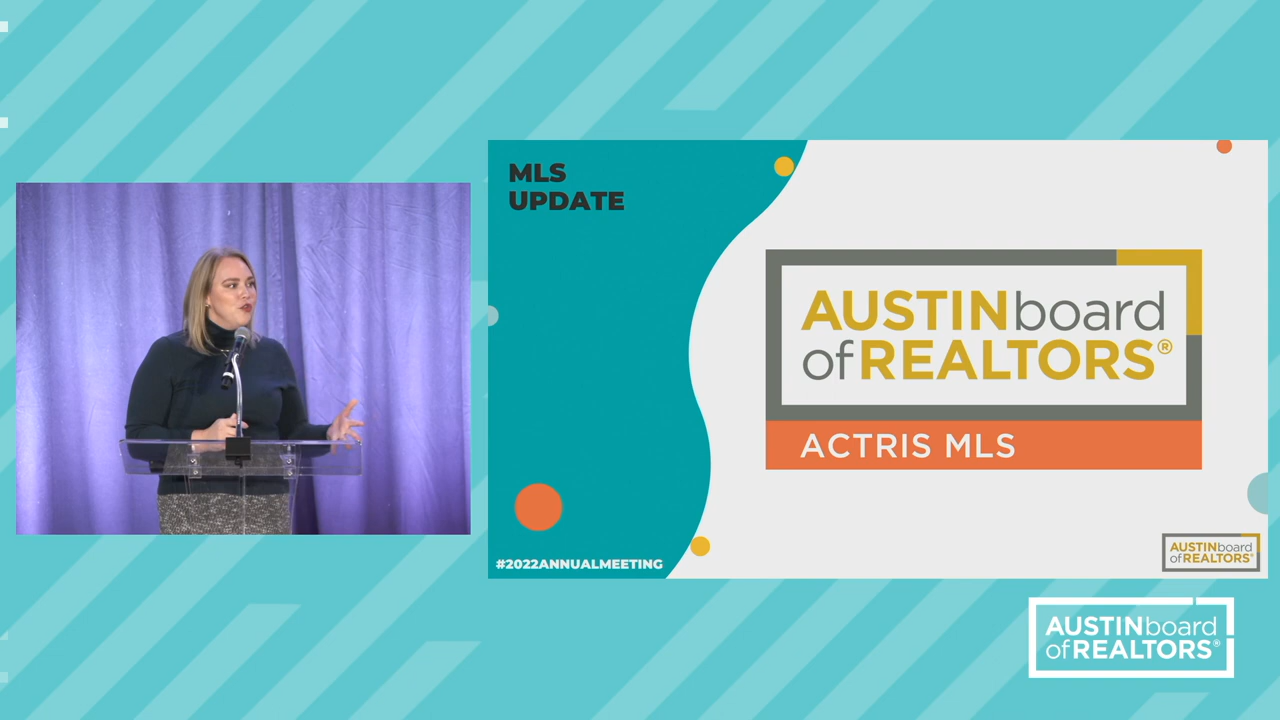 MLS
UPDATE
AUSTINboard
ofREALTORS®
ACTRIS MLS
#2022ANNUALMEETING
AUSTINboard
ofREALTORS®
AUSTINboard
ofREALTORS®